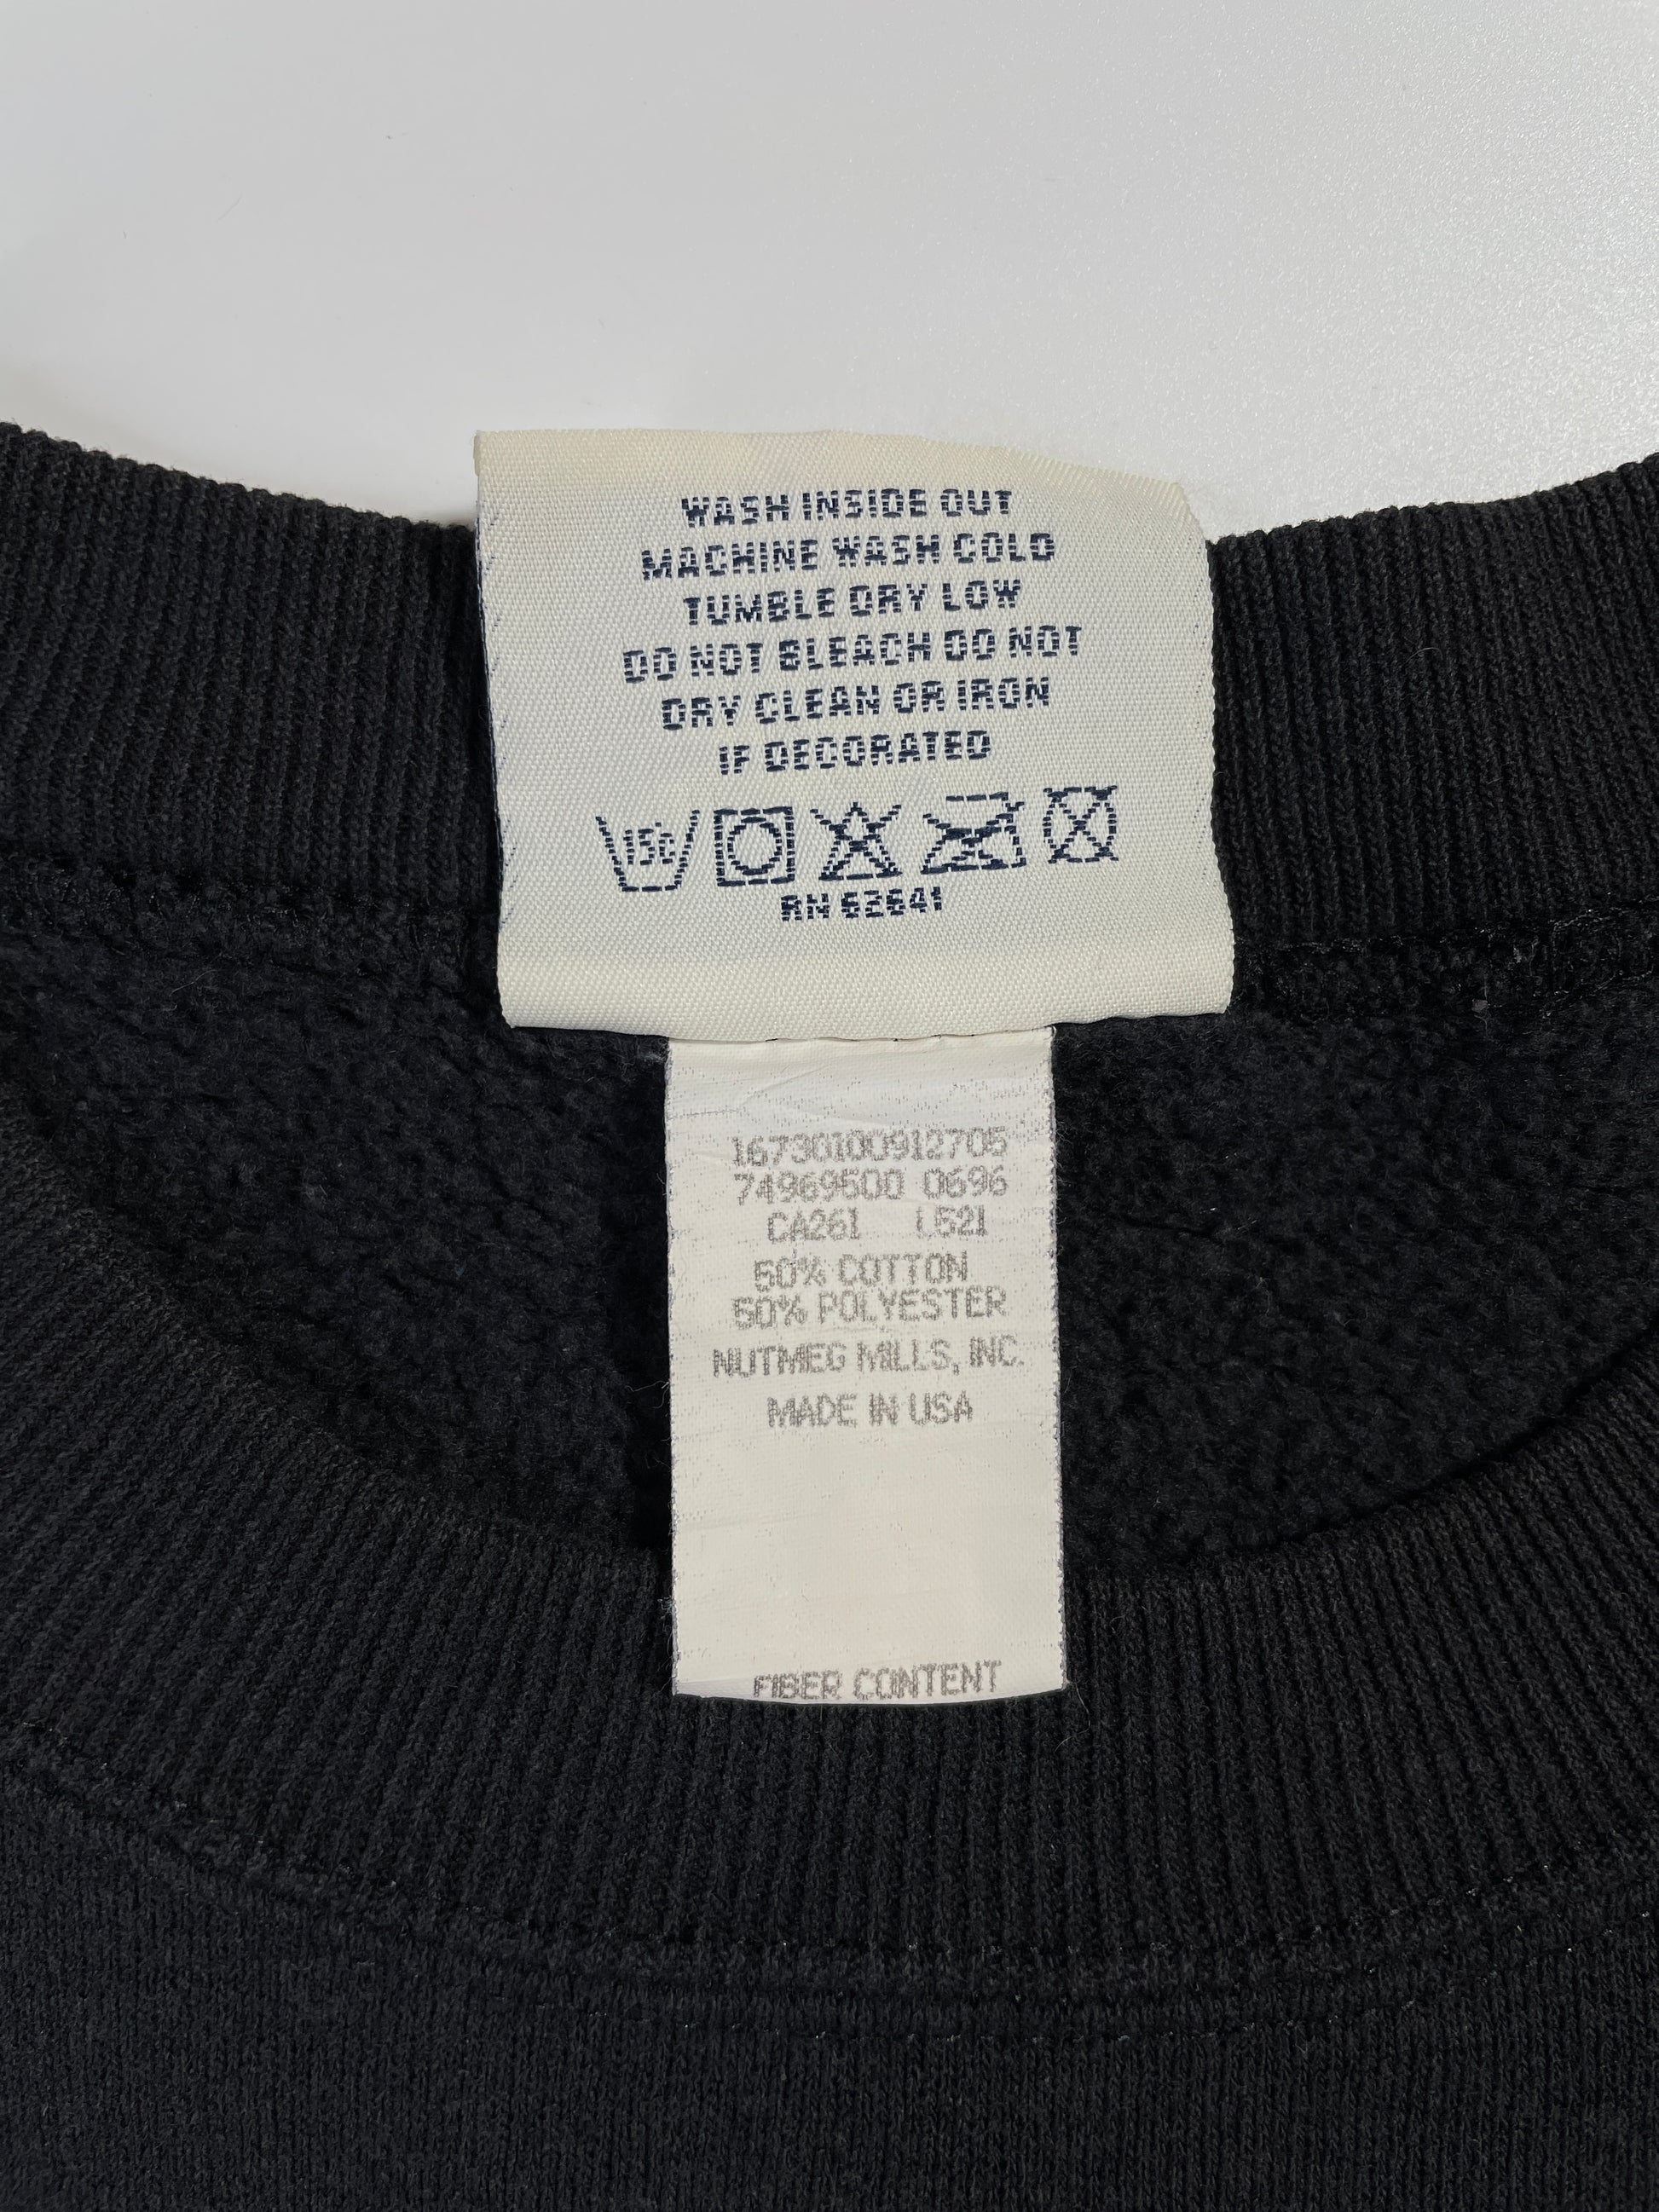 WASH INSIDE OUT
MACHINE WASH COLD
TUMBLE DRY LOW
DO NOT BLEACH DO NOT
DRY CLEAN OR IRON
IF DECORATED
150
RN 62641
16730100912705
74969500 0696
CA261 L521
50% COTTON
50% POLYESTER
NUTMEG MILLS, INC.
MADE IN USA
FIBER CONTENT